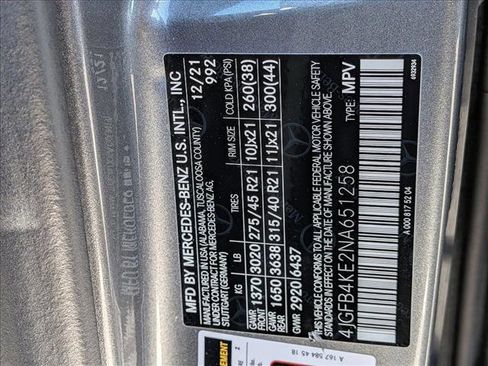 MFD BY MERCEDES-BENZ U.S. INTL., INC
IN VANCE (USA/ALABAMA, TUSCALOOSA COUNTY) 12/21
UNDER CONTRACT FOR MERCEDES-BENZ AG, 992
STUTTGART (GERMANY)
KG LB TIRES RIM SIZE COLD KPA(PSI)
GAWR FRONT 1370 3020 275/45 R21 10Jx21 260(38)
GAWR REAR 1650 3638 315/40 R21 11Jx21 300(44)
GVWR 2920 6437
THIS VEHICLE CONFORMS TO ALL APPLICABLE FEDERAL MOTOR VEHICLE SAFETY
STANDARDS IN EFFECT ON THE DATE OF MANUFACTURE SHOWN ABOVE.
4JGFB4KE2NA651258 TYPE: MPV
A 000 817 52 04 6932934
A 167 584 45 18